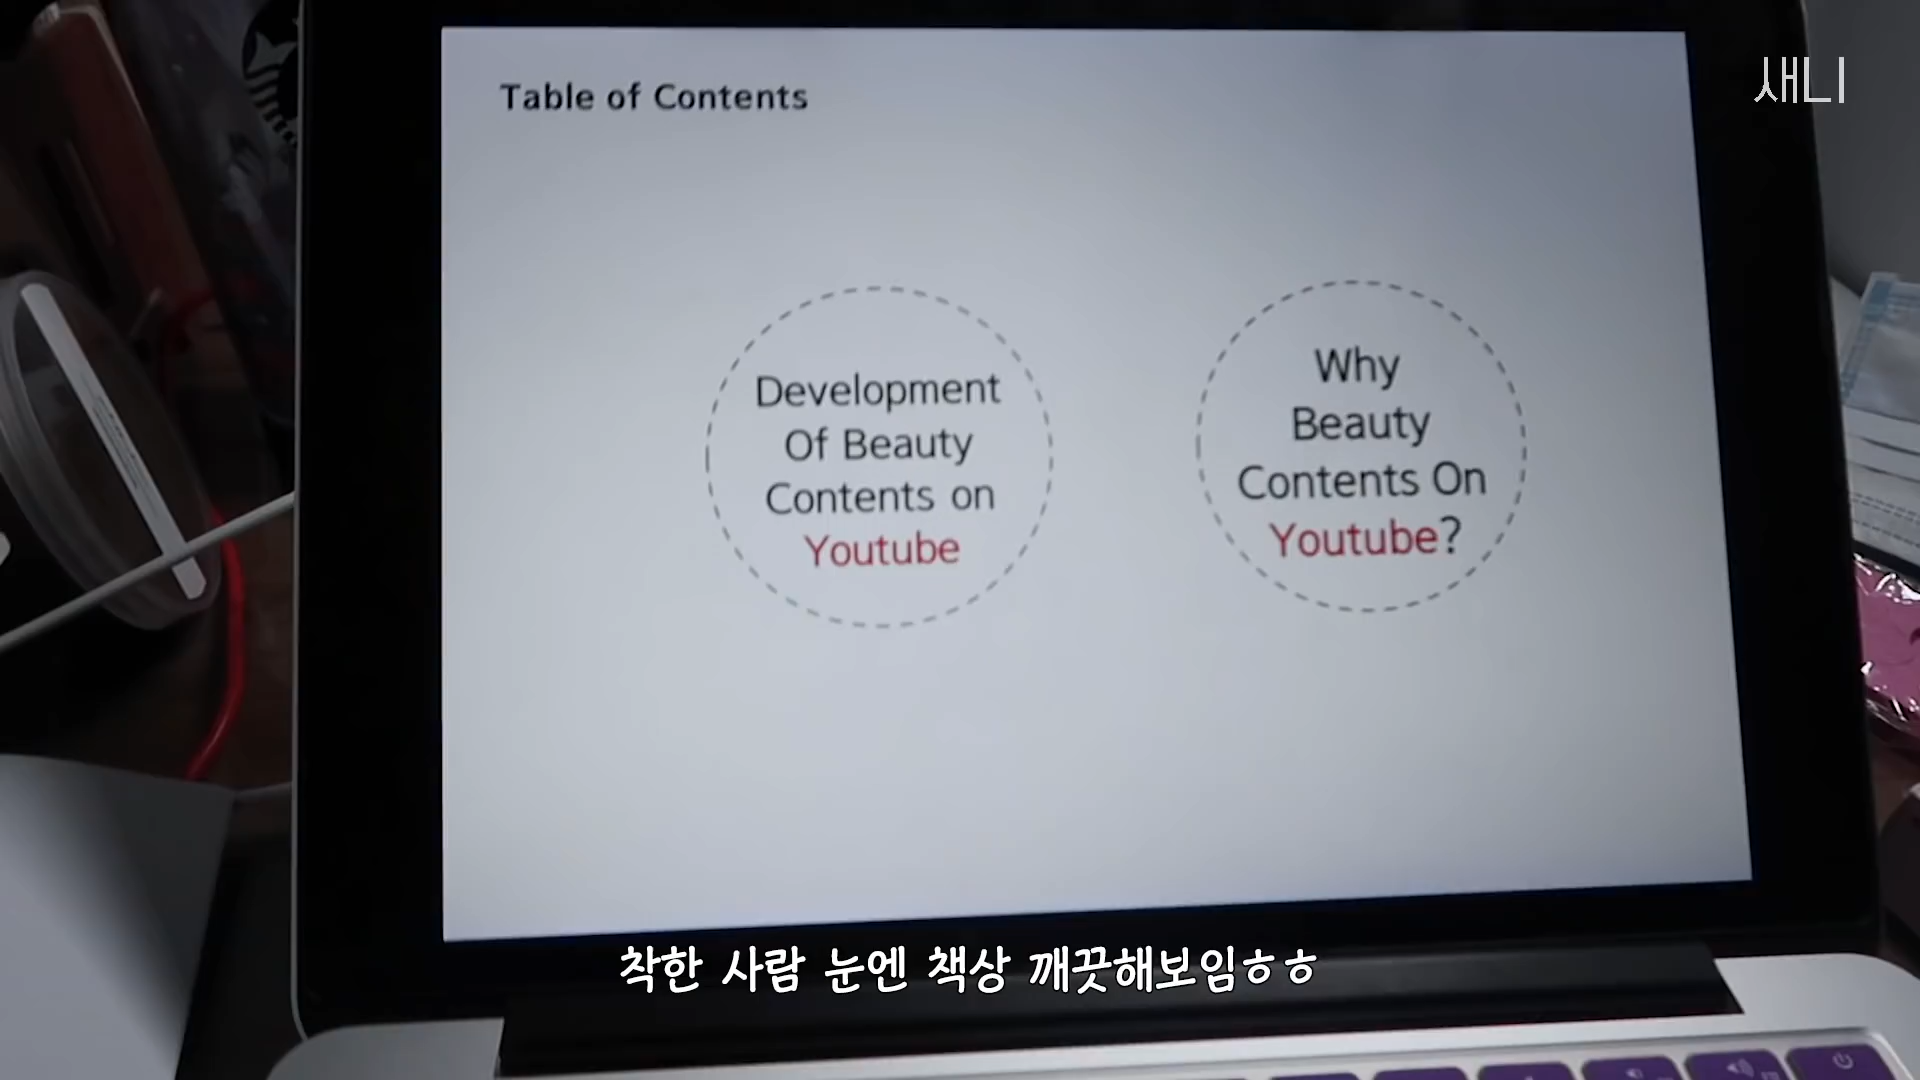 Table of Contents
새니
Development
Of Beauty
Contents on
Youtube
Why
Beauty
Contents On
Youtube?
착한 사람 눈엔 책상 깨끗해보임ㅎㅎ